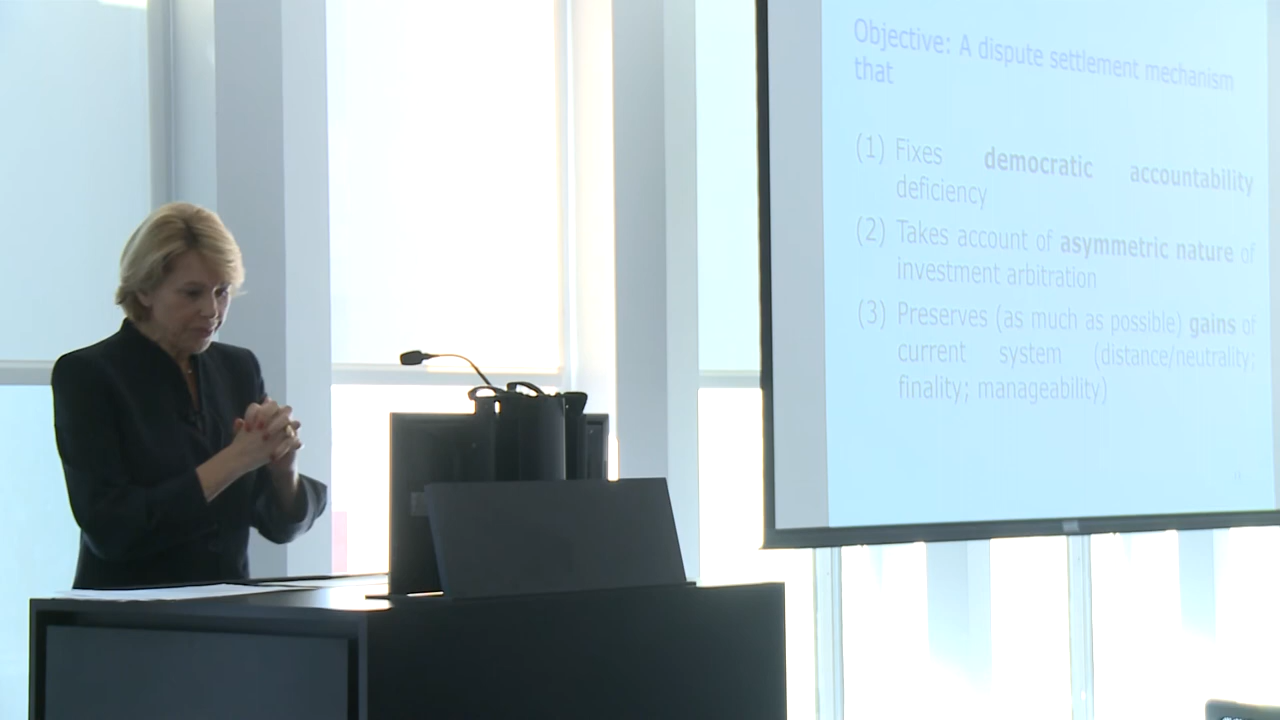 Objective: A dispute settlement mechanism
that
(1) Fixes democratic accountability
deficiency
(2) Takes account of asymmetric nature of
investment arbitration
(3) Preserves (as much as possible) gains of
current system (distance/neutrality;
finality; manageability)